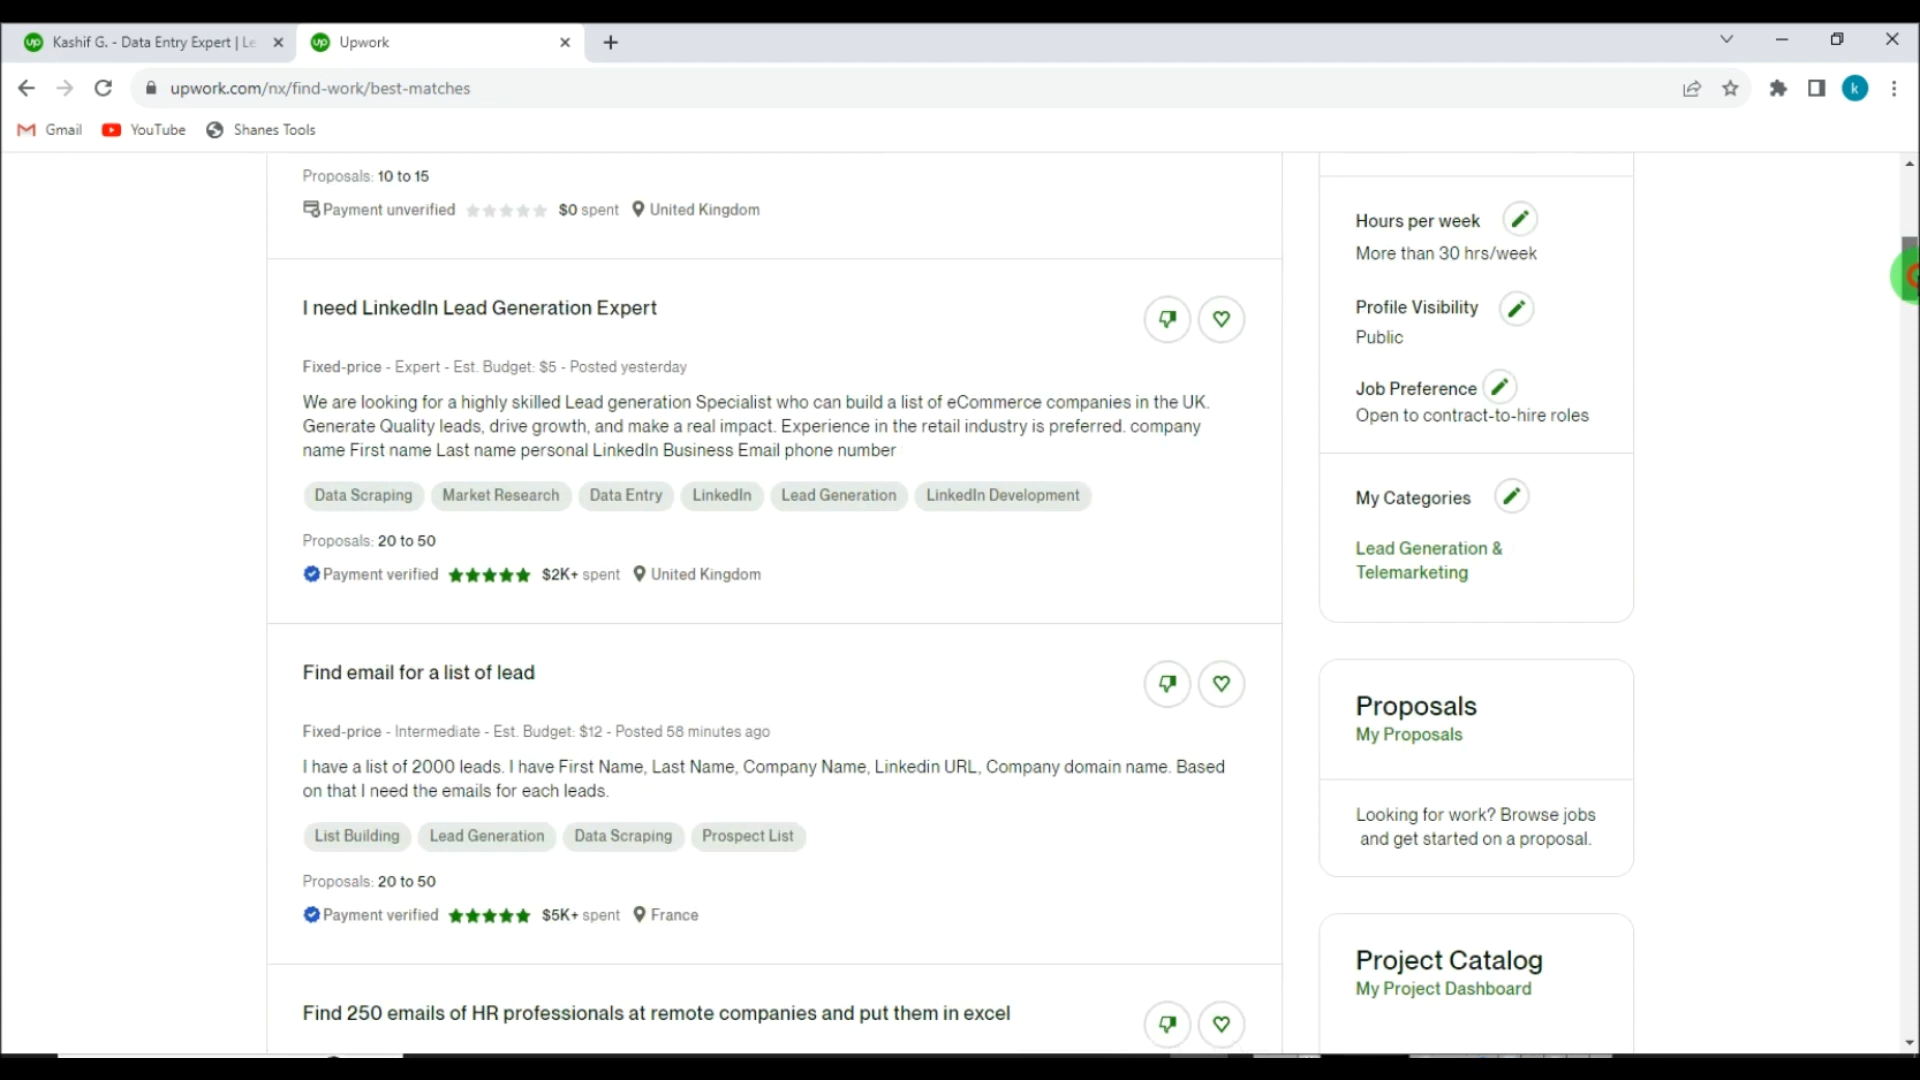 Kashif G. - Data Entry Expert | Le
Upwork
upwork.com/nx/find-work/best-matches
k
Gmail
YouTube
Shanes Tools
Proposals: 10 to 15
Payment unverified $0 spent United Kingdom
I need LinkedIn Lead Generation Expert
Fixed-price - Expert - Est. Budget: $5 - Posted yesterday
We are looking for a highly skilled Lead generation Specialist who can build a list of eCommerce companies in the UK.
Generate Quality leads, drive growth, and make a real impact. Experience in the retail industry is preferred. company
name First name Last name personal LinkedIn Business Email phone number
Data Scraping Market Research Data Entry LinkedIn Lead Generation LinkedIn Development
Proposals: 20 to 50
Payment verified $2K+ spent United Kingdom
Find email for a list of lead
Fixed-price - Intermediate - Est. Budget: $12 - Posted 58 minutes ago
I have a list of 2000 leads. I have First Name, Last Name, Company Name, Linkedin URL, Company domain name. Based
on that I need the emails for each leads.
List Building Lead Generation Data Scraping Prospect List
Proposals: 20 to 50
Payment verified $5K+ spent France
Find 250 emails of HR professionals at remote companies and put them in excel
Hours per week
More than 30 hrs/week
Profile Visibility
Public
Job Preference
Open to contract-to-hire roles
My Categories
Lead Generation &
Telemarketing
Proposals
My Proposals
Looking for work? Browse jobs
and get started on a proposal.
Project Catalog
My Project Dashboard